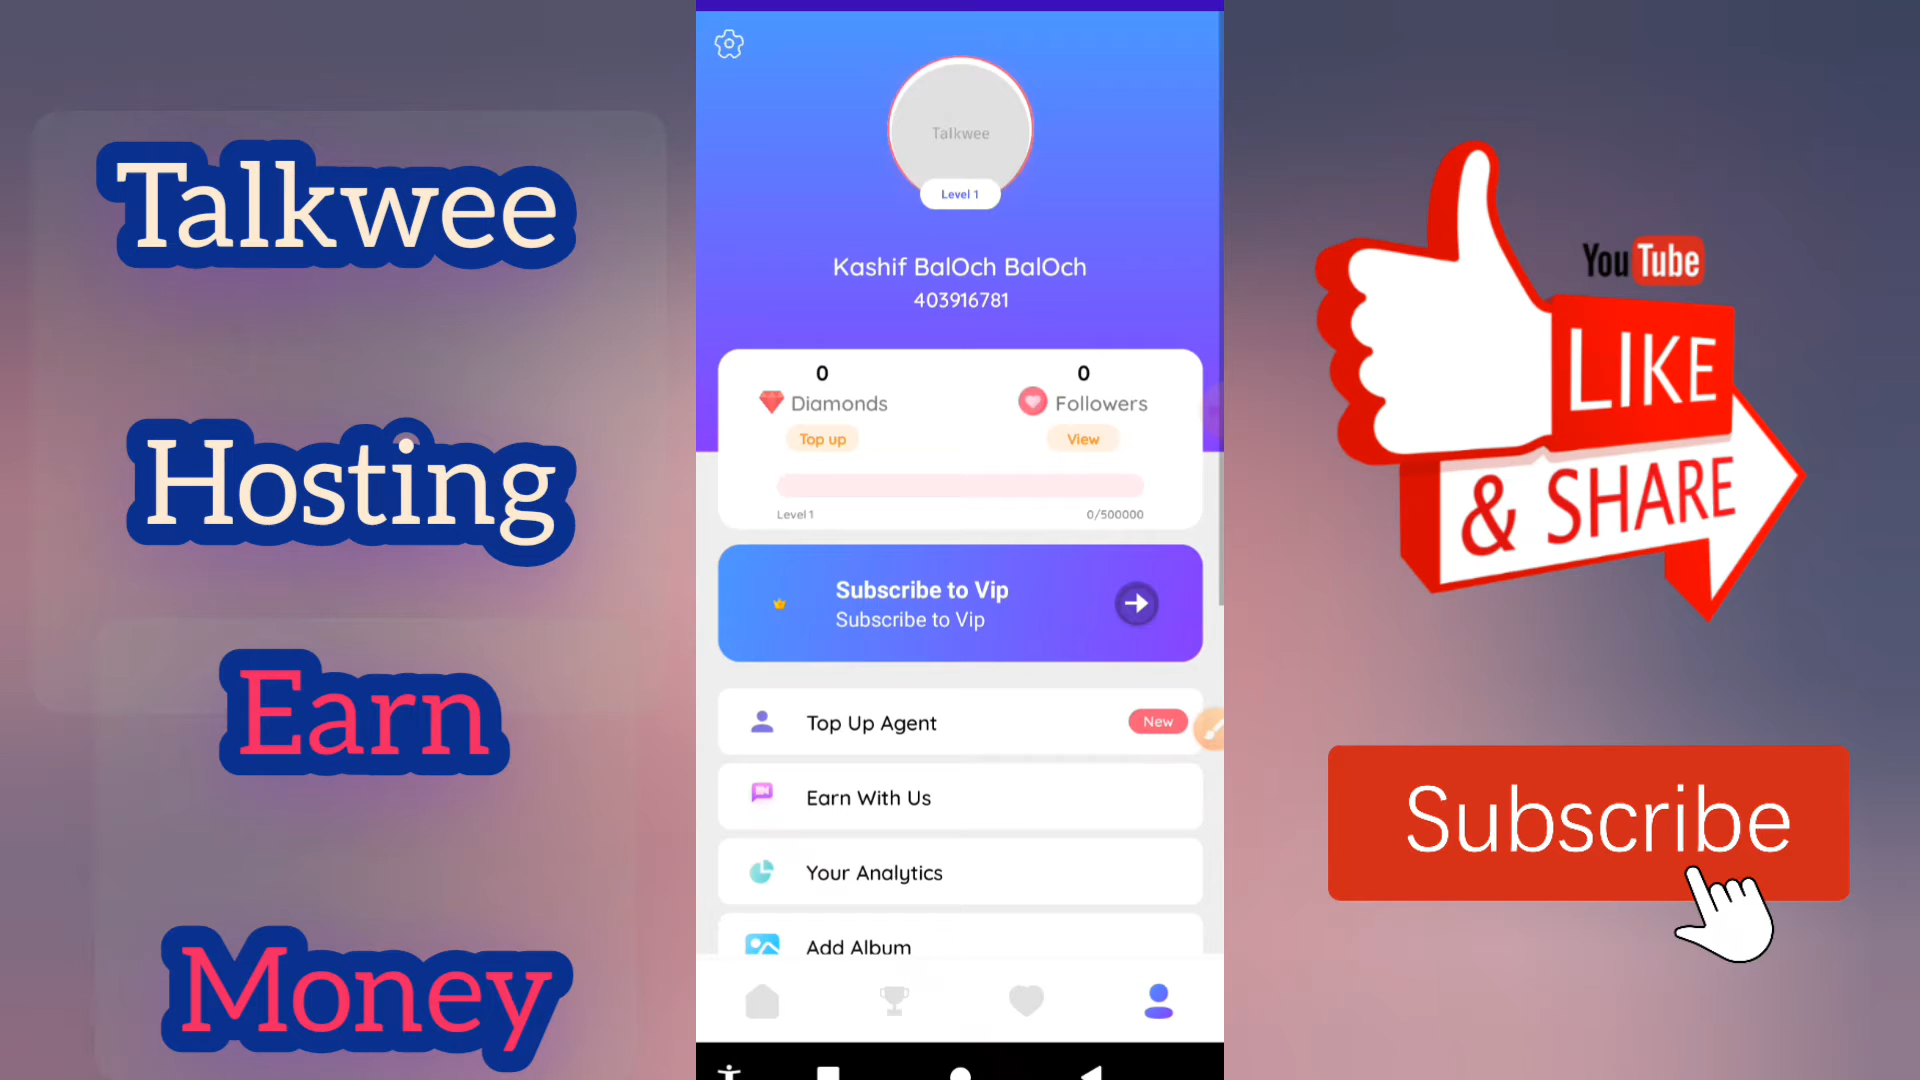 Talkwee
Hosting
Earn
Money
Talkwee
Level 1
Kashif BalOch BalOch
403916781
0
Diamonds
Top up
0
Followers
View
Level 1
0/500000
Subscribe to Vip
Subscribe to Vip
Top Up Agent
New
Earn With Us
Your Analytics
Add Album
YouTube
LIKE
& SHARE
Subscribe